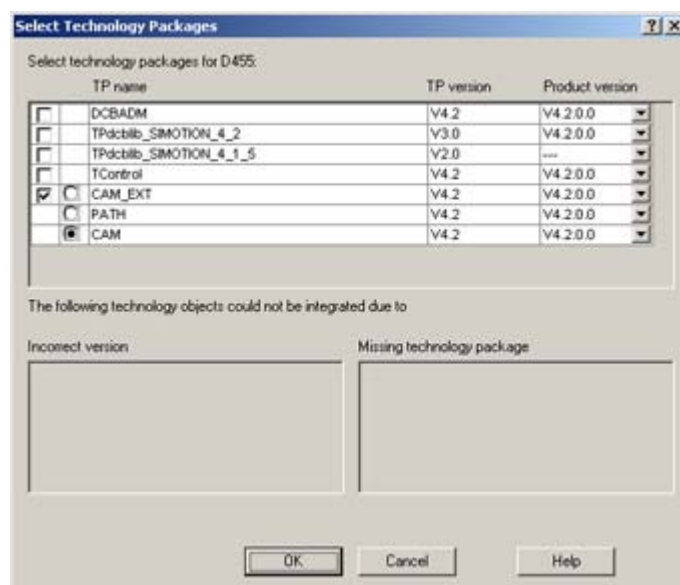 Select Technology Packages
Select technology packages for D455:
TP name TP version Product version
DCBADM V4.2 V4.2.0.0
TPdcblib_SIMOTION_4_2 V3.0 V4.2.0.0
TPdcblib_SIMOTION_4_1_5 V2.0 ---
TControl V4.2 V4.2.0.0
CAM_EXT V4.2 V4.2.0.0
PATH V4.2 V4.2.0.0
CAM V4.2 V4.2.0.0
The following technology objects could not be integrated due to
Incorrect version Missing technology package
OK Cancel Help